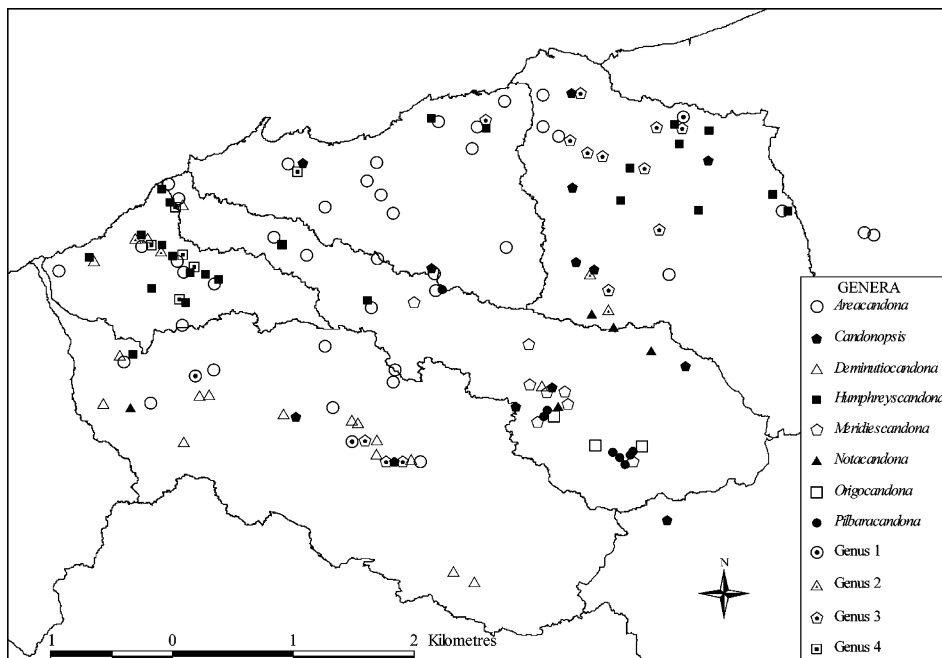 GENERA
Areacandona
Candonopsis
Deminutiocandona
Humphreyscandona
Meridiescandona
Notacandona
Origocandona
Pilbaracandona
Genus 1
Genus 2
Genus 3
Genus 4
N
1 0 1 2 Kilometres